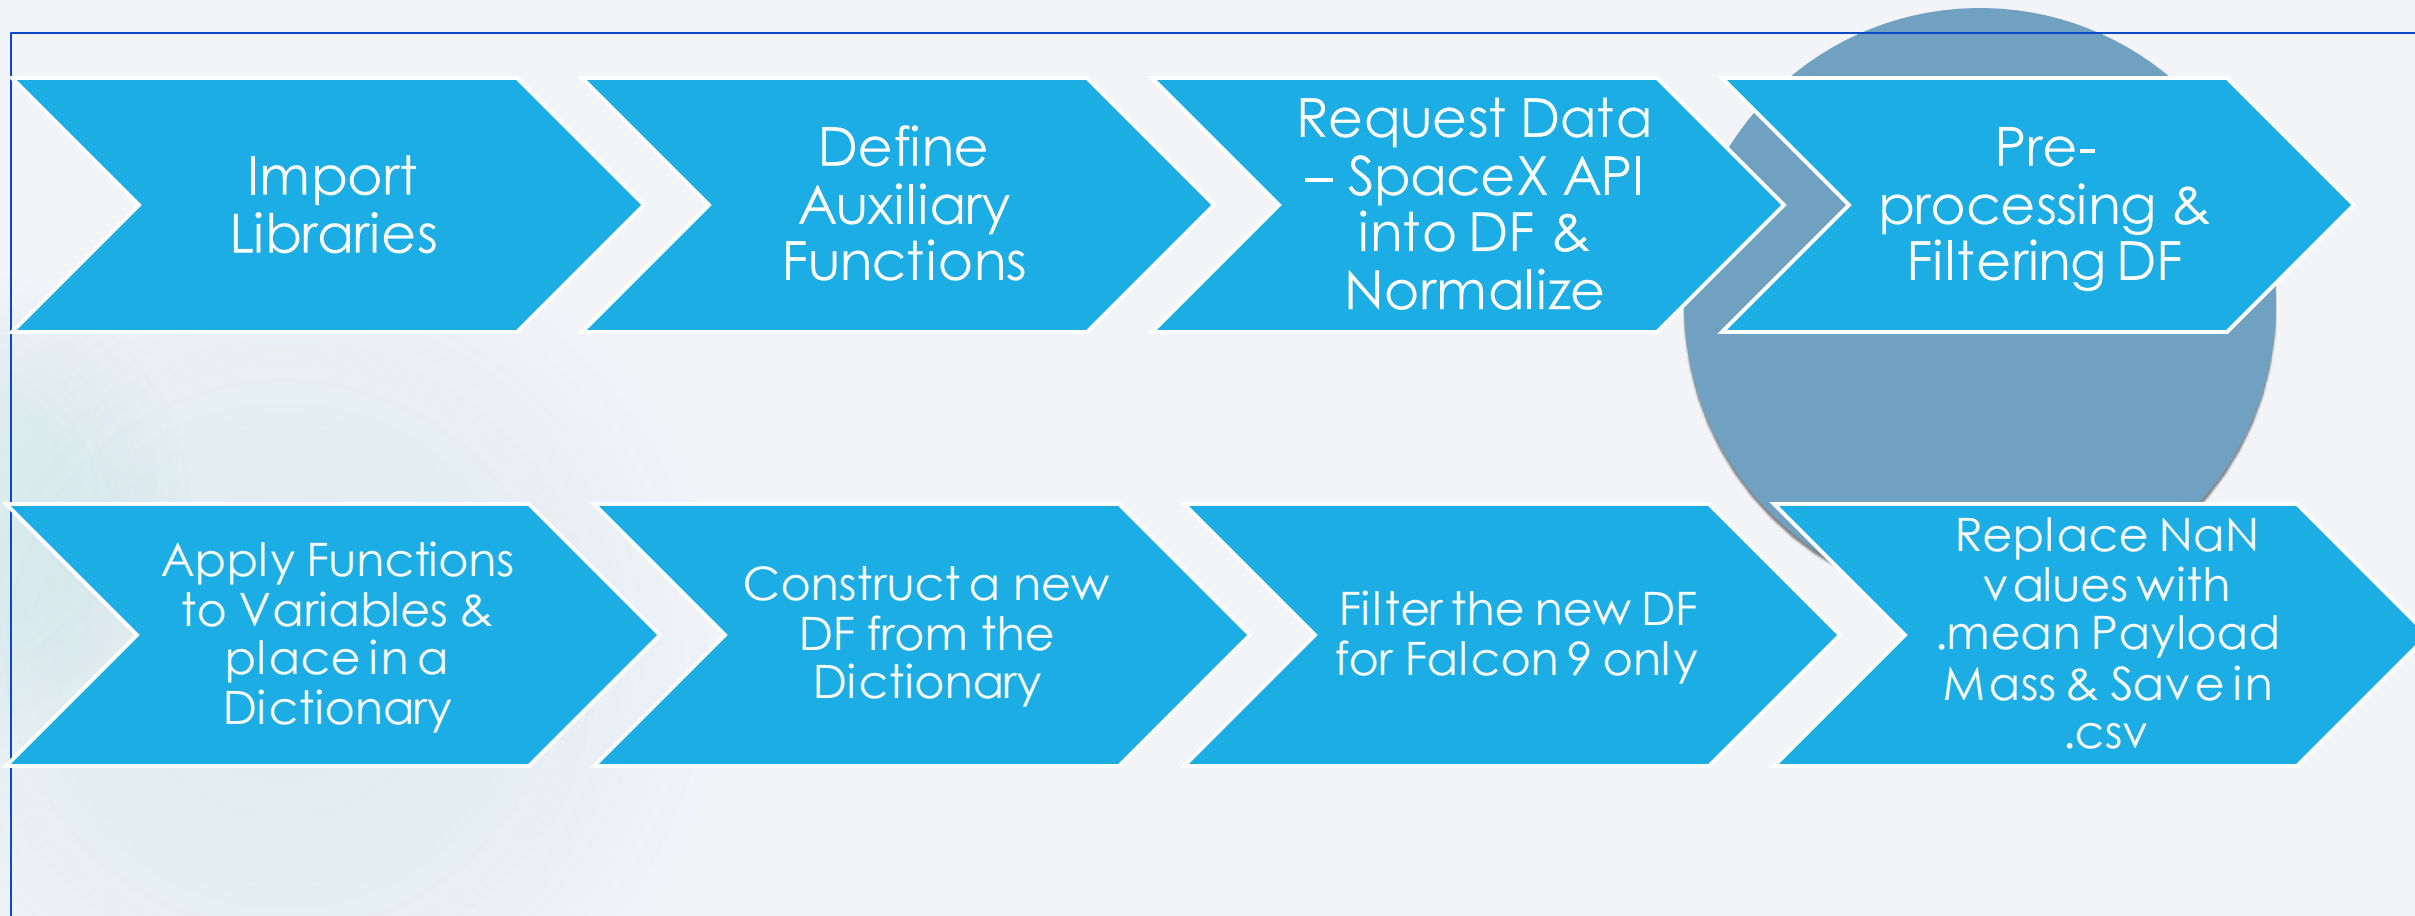 Import
Libraries
Define
Auxiliary
Functions
Request Data
– SpaceX API
into DF &
Normalize
Pre-
processing &
Filtering DF
Apply Functions
to Variables &
place in a
Dictionary
Construct a new
DF from the
Dictionary
Filter the new DF
for Falcon 9 only
Replace NaN
values with
.mean Payload
Mass & Save in
.csv